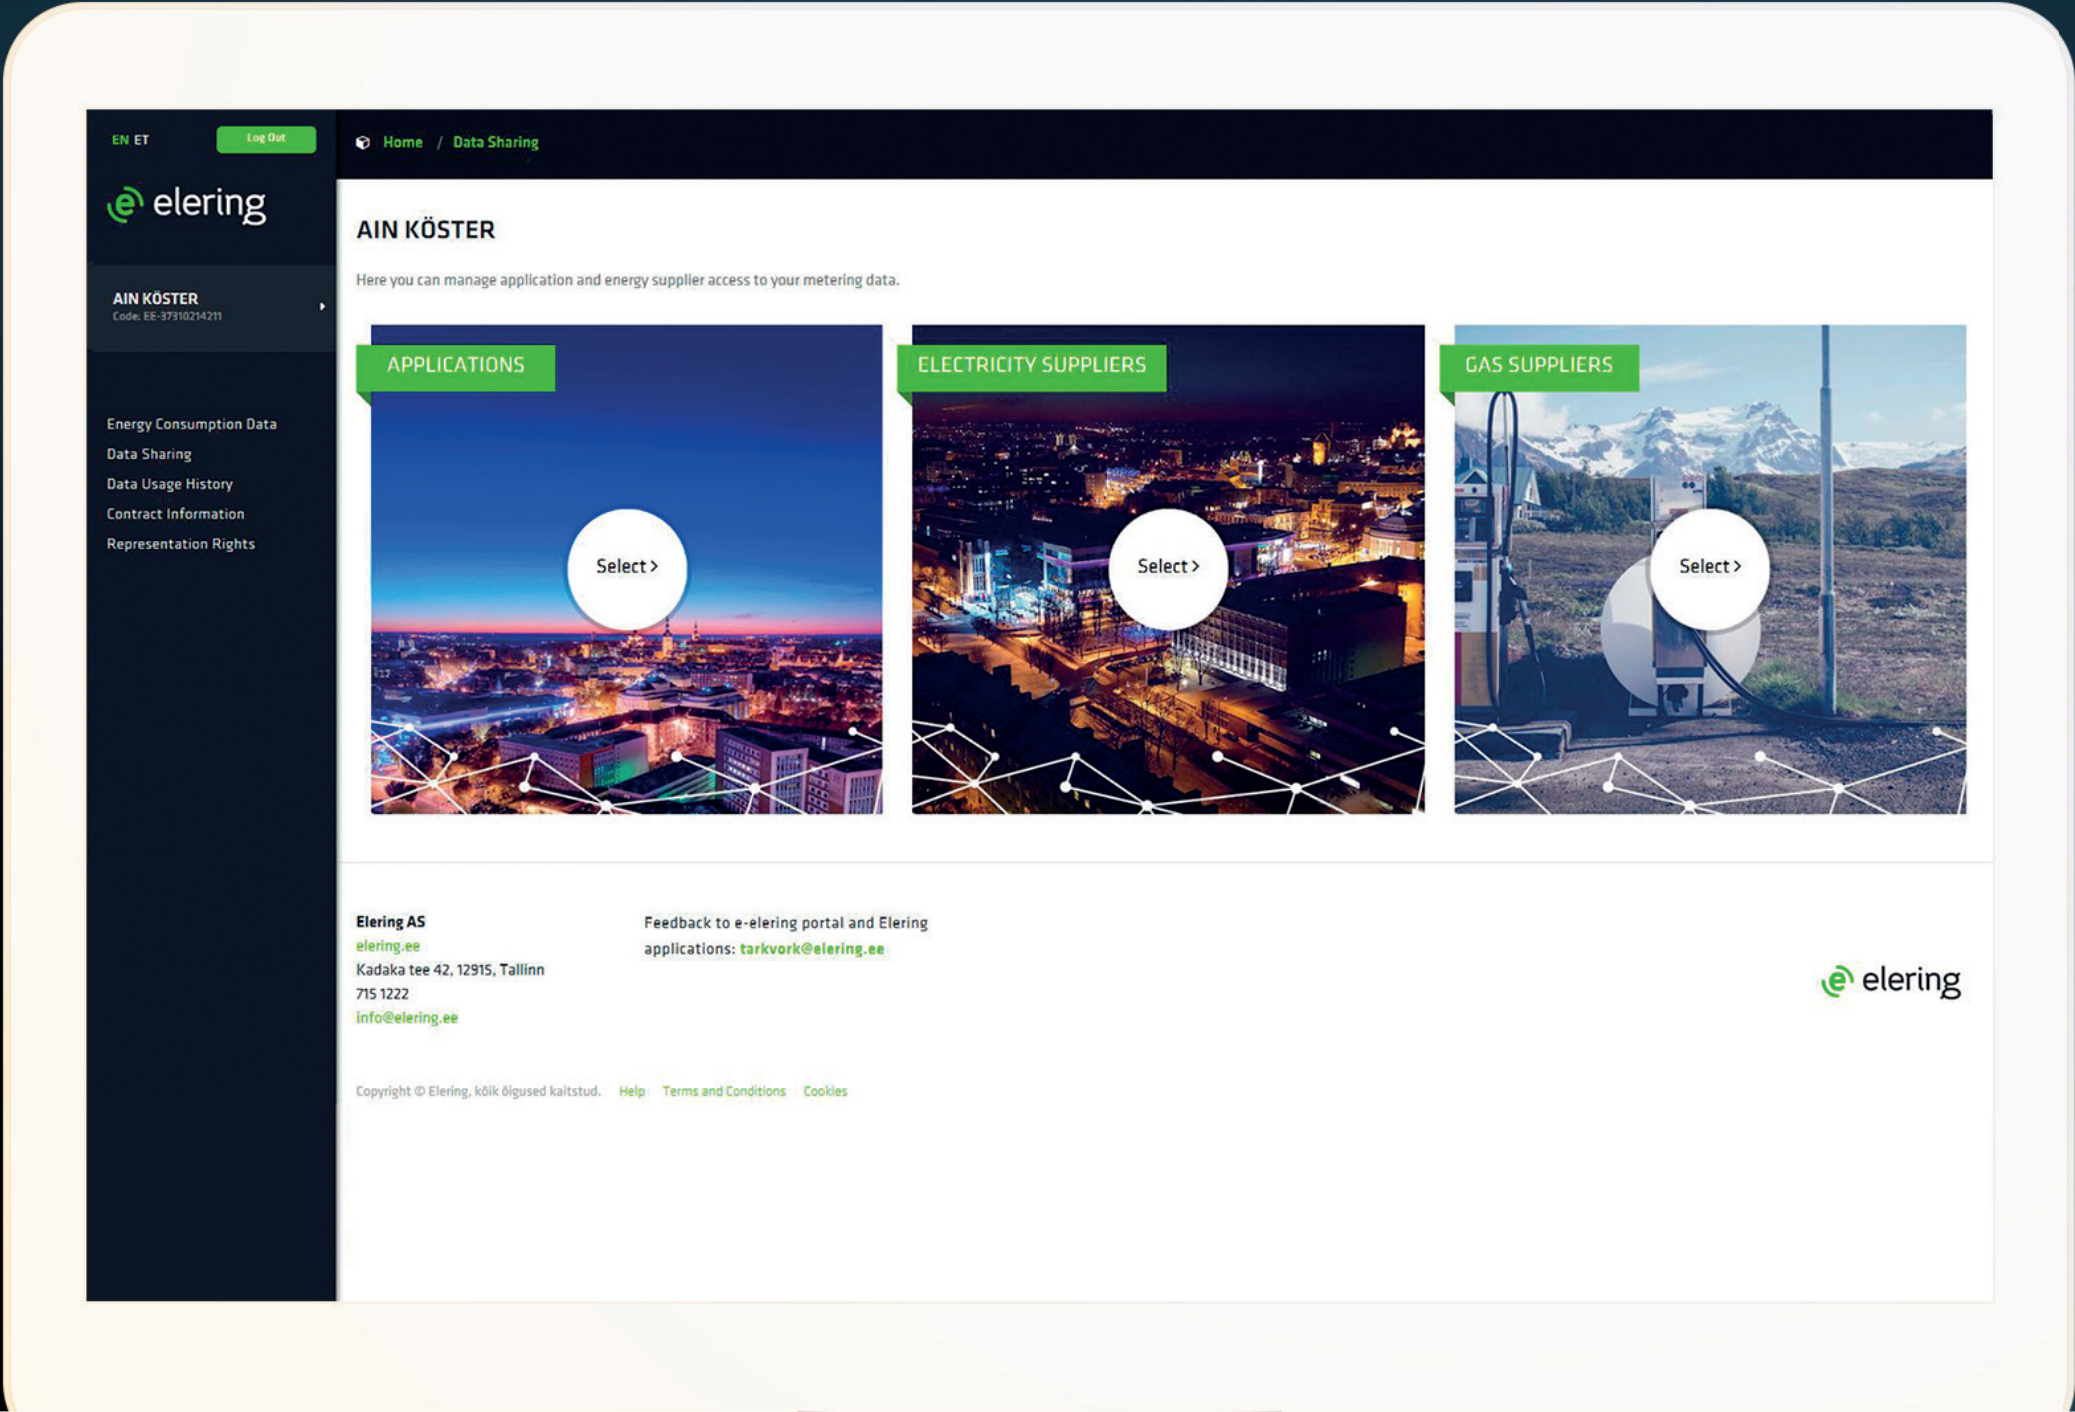 EN ET
Log Out
elering
AIN KÖSTER
Code: EE-37310214211
Energy Consumption Data
Data Sharing
Data Usage History
Contract Information
Representation Rights
Home / Data Sharing
AIN KÖSTER
Here you can manage application and energy supplier access to your metering data.
APPLICATIONS
Select >
ELECTRICITY SUPPLIERS
Select >
GAS SUPPLIERS
Select >
Elering AS
elering.ee
Kadaka tee 42, 12915, Tallinn
715 1222
info@elering.ee
Feedback to e-elering portal and Elering
applications: tarkvork@elering.ee
elering
Copyright © Elering, kõik õigused kaitstud. Help Terms and Conditions Cookies